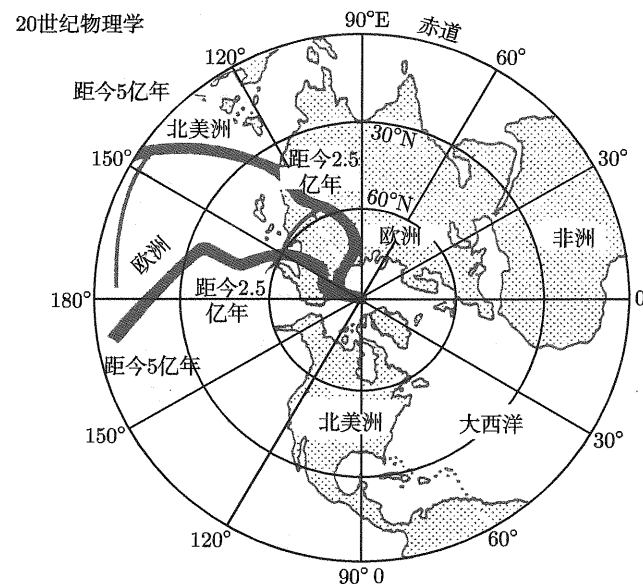 20世纪物理学
90°E
赤道
120°
60°
距今5亿年
北美洲
30°N
150°
距今2.5
亿年
30°
60°N
欧洲
欧洲
非洲
距今2.5
亿年
180°
0
距今5亿年
北美洲
大西洋
150°
30°
120°
60°
90° 0